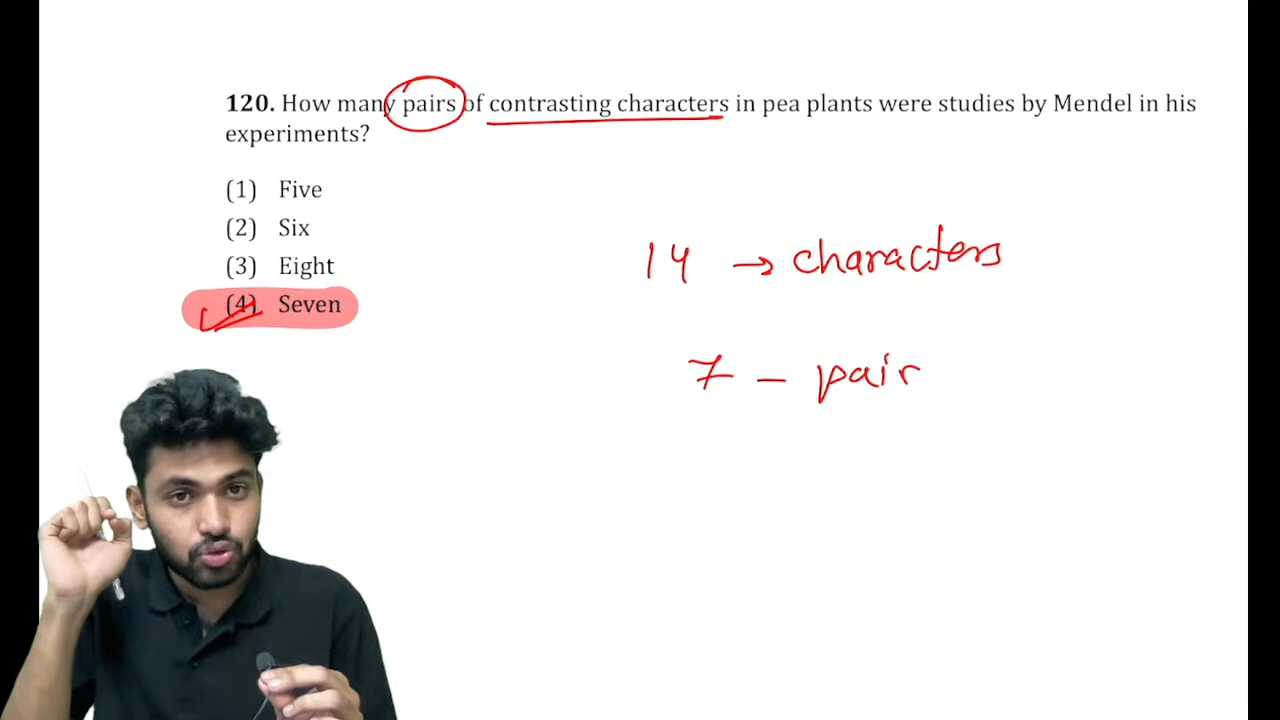 120. How many pairs of contrasting characters in pea plants were studies by Mendel in his
experiments?
(1) Five
(2) Six
(3) Eight
(4) Seven
14 → characters
7 – pair